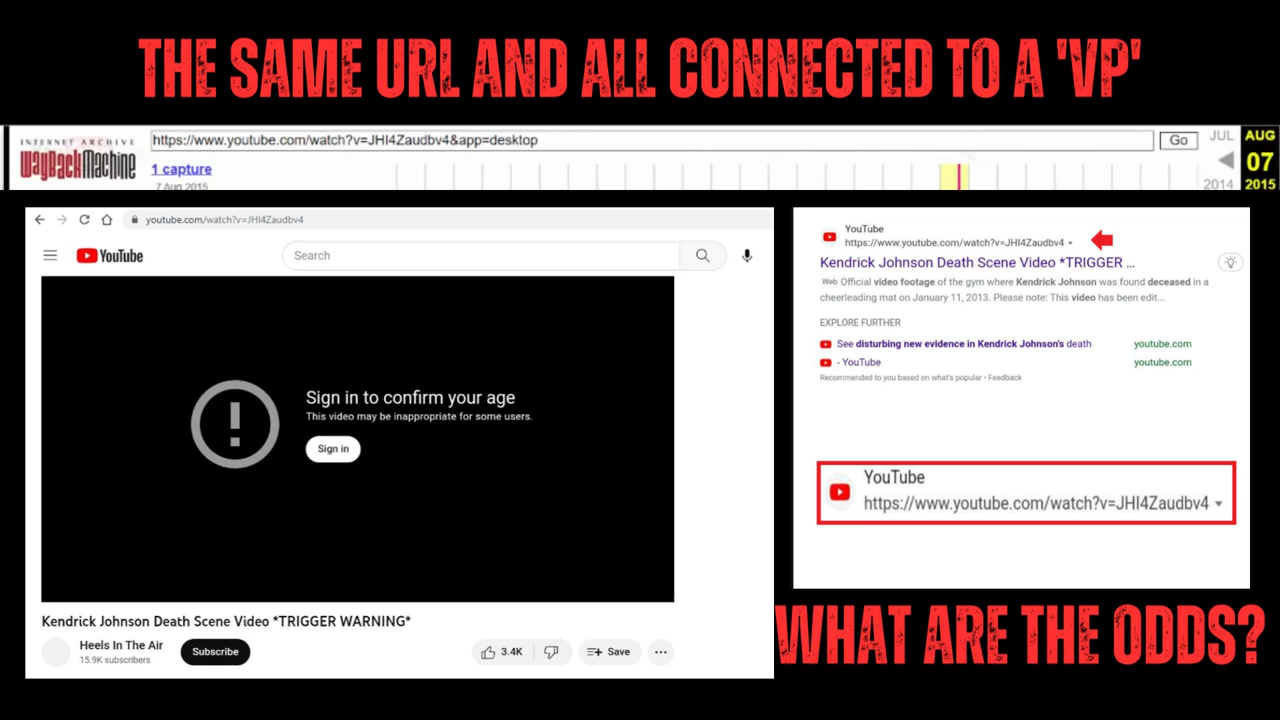 THE SAME URL AND ALL CONNECTED TO A 'VP'
INTERNET ARCHIVE
WayBackMachine
https://www.youtube.com/watch?v=JHI4Zaudbv4&app=desktop
Go
JUL
AUG
1 capture
07
7 Aug 2015
2014
2015
youtube.com/watch?v=JHI4Zaudbv4
YouTube
Search
Sign in to confirm your age
This video may be inappropriate for some users.
Sign in
Kendrick Johnson Death Scene Video *TRIGGER WARNING*
Heels In The Air
15.9K subscribers
Subscribe
3.4K
Save
YouTube
https://www.youtube.com/watch?v=JHI4Zaudbv4
Kendrick Johnson Death Scene Video *TRIGGER ...
Web Official video footage of the gym where Kendrick Johnson was found deceased in a
cheerleading mat on January 11, 2013. Please note: This video has been edit...
EXPLORE FURTHER
See disturbing new evidence in Kendrick Johnson's death youtube.com
- YouTube youtube.com
Recommended to you based on what's popular • Feedback
YouTube
https://www.youtube.com/watch?v=JHI4Zaudbv4
WHAT ARE THE ODDS?